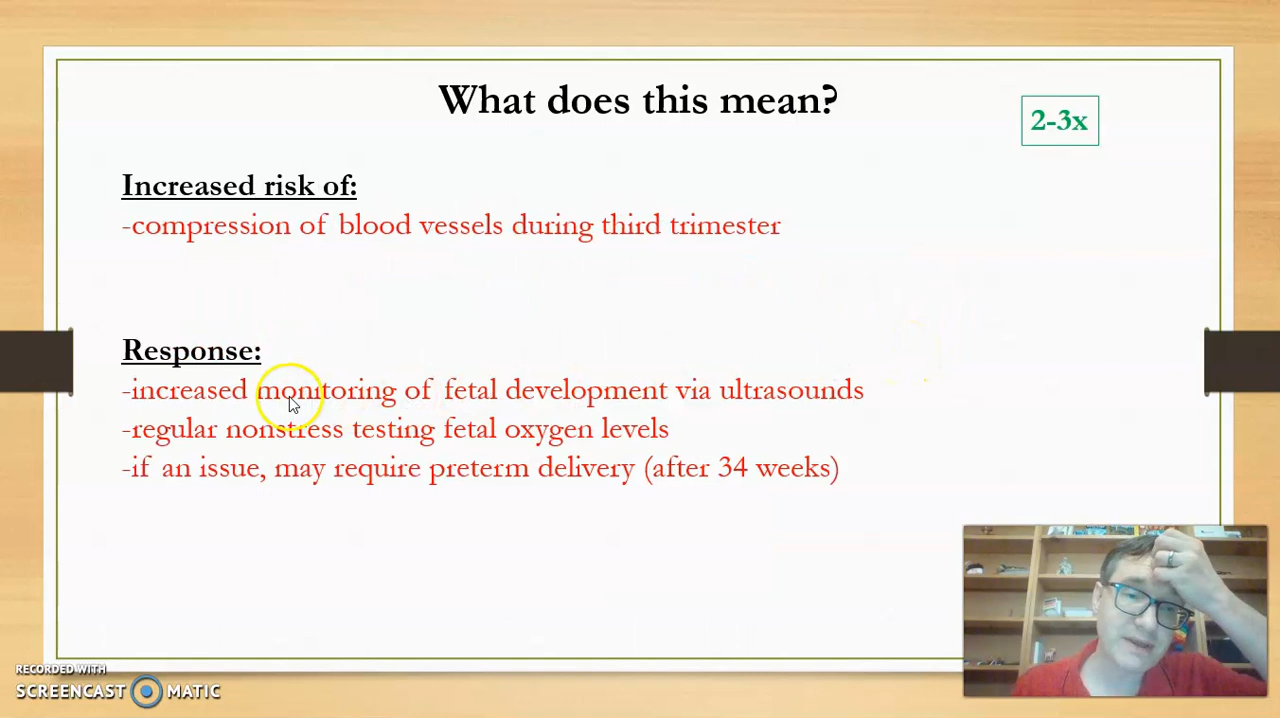 What does this mean?
2-3x
Increased risk of:
-compression of blood vessels during third trimester
Response:
-increased monitoring of fetal development via ultrasounds
-regular nonstress testing fetal oxygen levels
-if an issue, may require preterm delivery (after 34 weeks)
RECORDED WITH
SCREENCAST MATIC